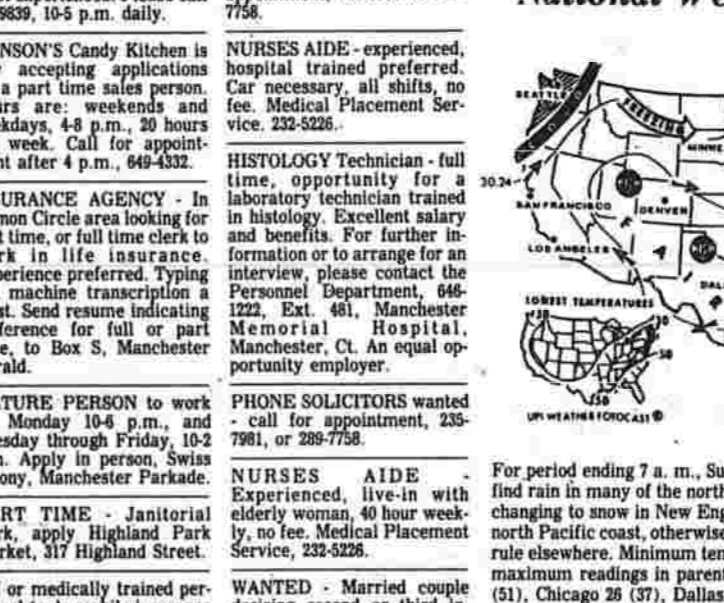 9839, 10-5 p.m. daily.
NSON'S Candy Kitchen is
accepting applications
a part time sales person.
rs are: weekends and
kdays, 4-8 p.m., 20 hours
week. Call for appoint-
nt after 4 p.m., 649-4332.
URANCE AGENCY - In
mon Circle area looking for
t time, or full time clerk to
rk in life insurance.
perience preferred. Typing
machine transcription a
st. Send resume indicating
ference for full or part
e, to Box S, Manchester
rald.
TURE PERSON to work
Monday 10-6 p.m., and
esday through Friday, 10-2
n. Apply in person, Swiss
ony, Manchester Parkade.
RT TIME - Janitorial
rk, apply Highland Park
rket, 317 Highland Street.
or medically trained per-
7758.
NURSES AIDE - experienced,
hospital trained preferred.
Car necessary, all shifts, no
fee. Medical Placement Ser-
vice. 232-5226.
HISTOLOGY Technician - full
time, opportunity for a
laboratory technician trained
in histology. Excellent salary
and benefits. For further in-
formation or to arrange for an
interview, please contact the
Personnel Department, 646-
1222, Ext. 481, Manchester
Memorial Hospital,
Manchester, Ct. An equal op-
portunity employer.
PHONE SOLICITORS wanted
- call for appointment, 235-
7981, or 289-7758.
NURSES AIDE -
Experienced, live-in with
elderly woman, 40 hour week-
ly, no fee. Medical Placement
Service, 232-5226.
WANTED - Married couple
National
SEATTLE
FREEZING
MINNE
30.24
SAN FRANCISCO
DENVER
LOS ANGELES
F A I R
DAL
LOWEST TEMPERATURES
30
50
50
UPI WEATHER FOTOCAST ©
For period ending 7 a. m., Su
find rain in many of the north
changing to snow in New Eng
north Pacific coast, otherwise
rule elsewhere. Minimum ten
maximum readings in paren
(51), Chicago 26 (37), Dallas